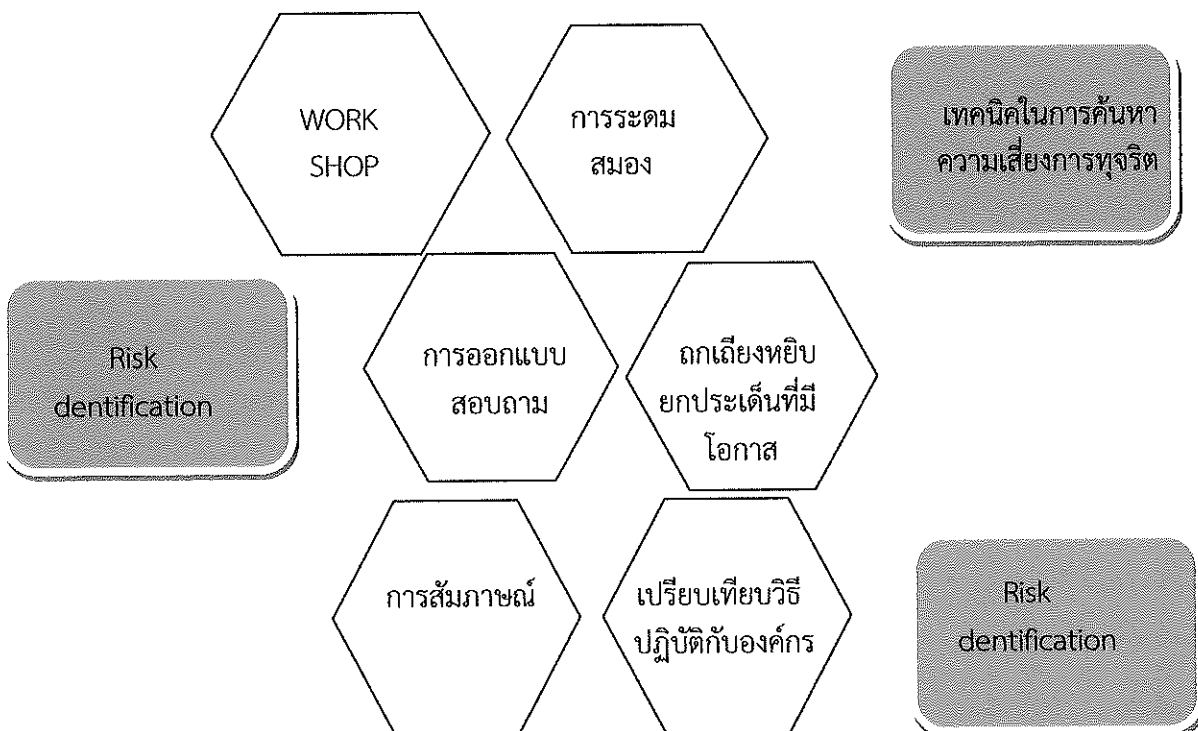 WORK
SHOP
การระดม
สมอง
เทคนิคในการค้นหา
ความเสี่ยงการทุจริต
Risk
dentification
การออกแบบ
สอบถาม
ถกเถียงหยิบ
ยกประเด็นที่มี
โอกาส
การสัมภาษณ์
เปรียบเทียบวิธี
ปฏิบัติกับองค์กร
Risk
dentification